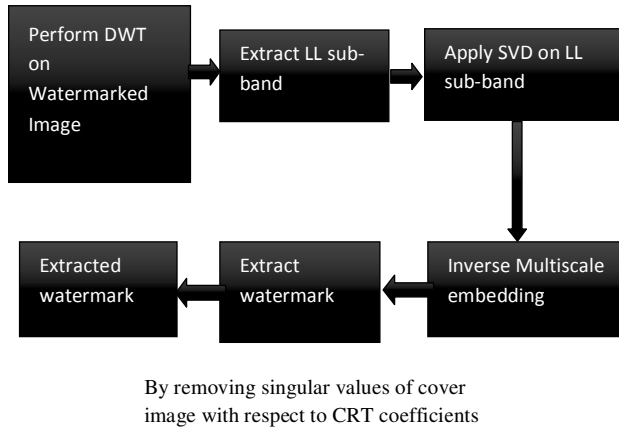 Perform DWT
on
Watermarked
Image
Extract LL sub-
band
Apply SVD on LL
sub-band
Inverse Multiscale
embedding
Extract
watermark
Extracted
watermark
By removing singular values of cover
image with respect to CRT coefficients